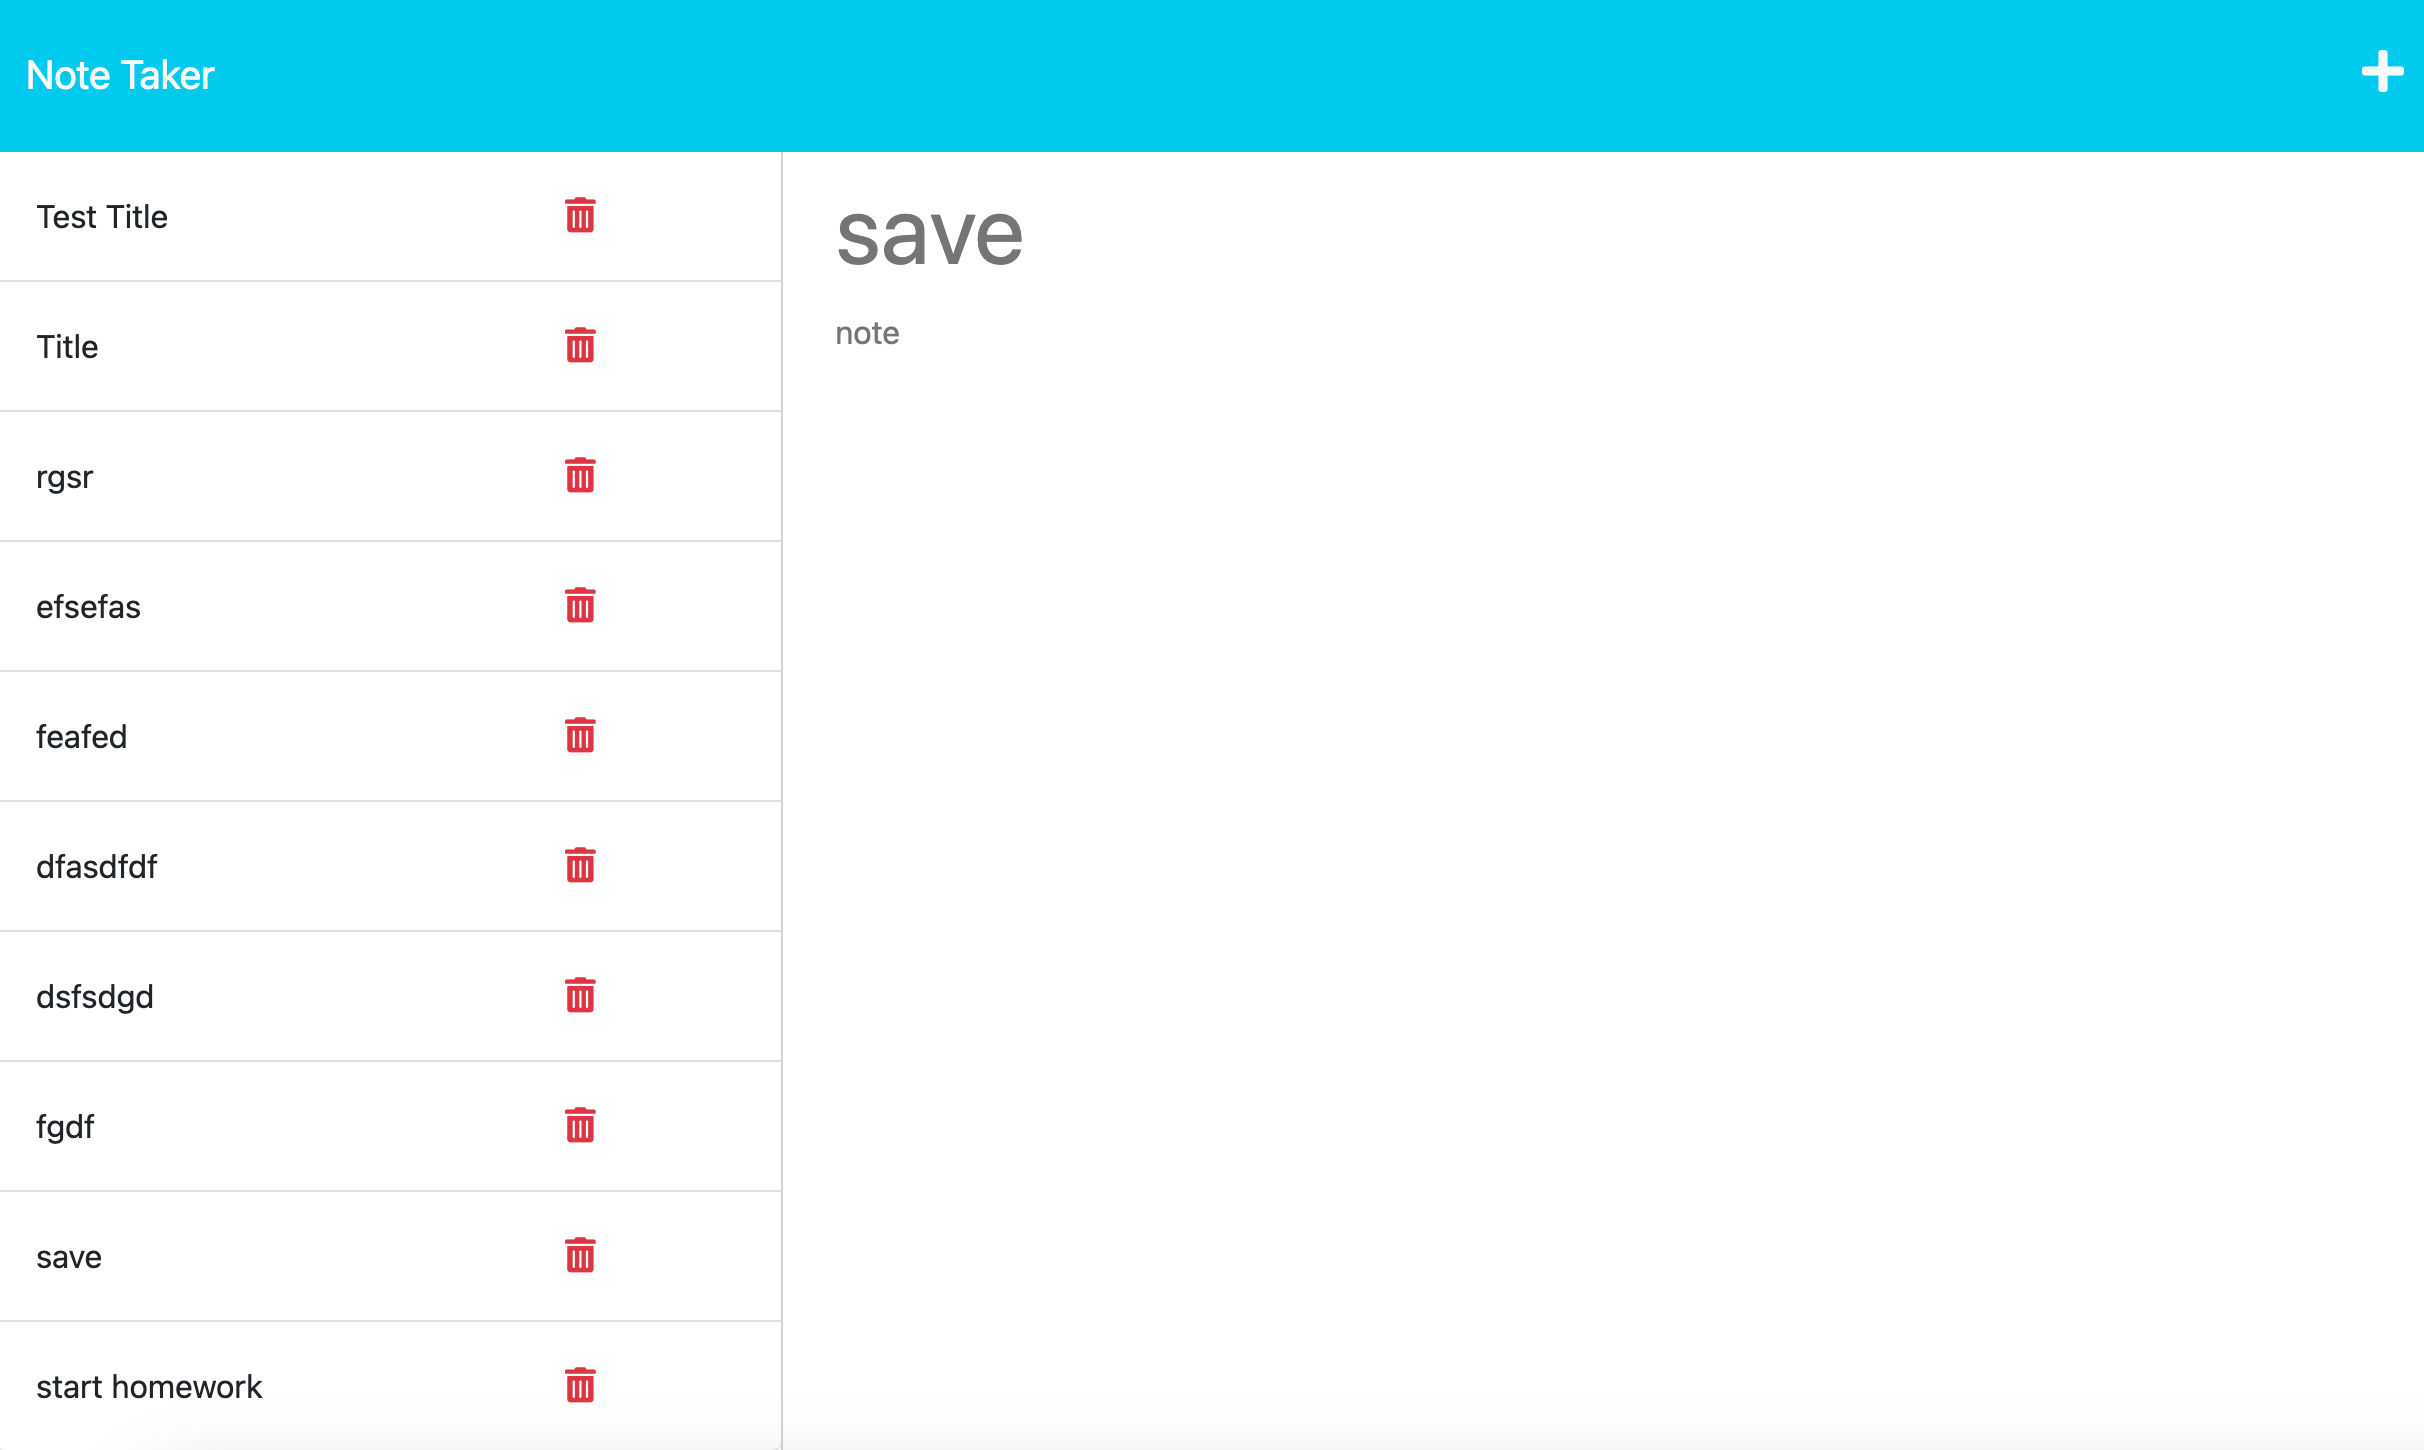 Note Taker
Test Title
Title
rgsr
efsefas
feafed
dfasdfdf
dsfsdgd
fgdf
save
start homework
save
note